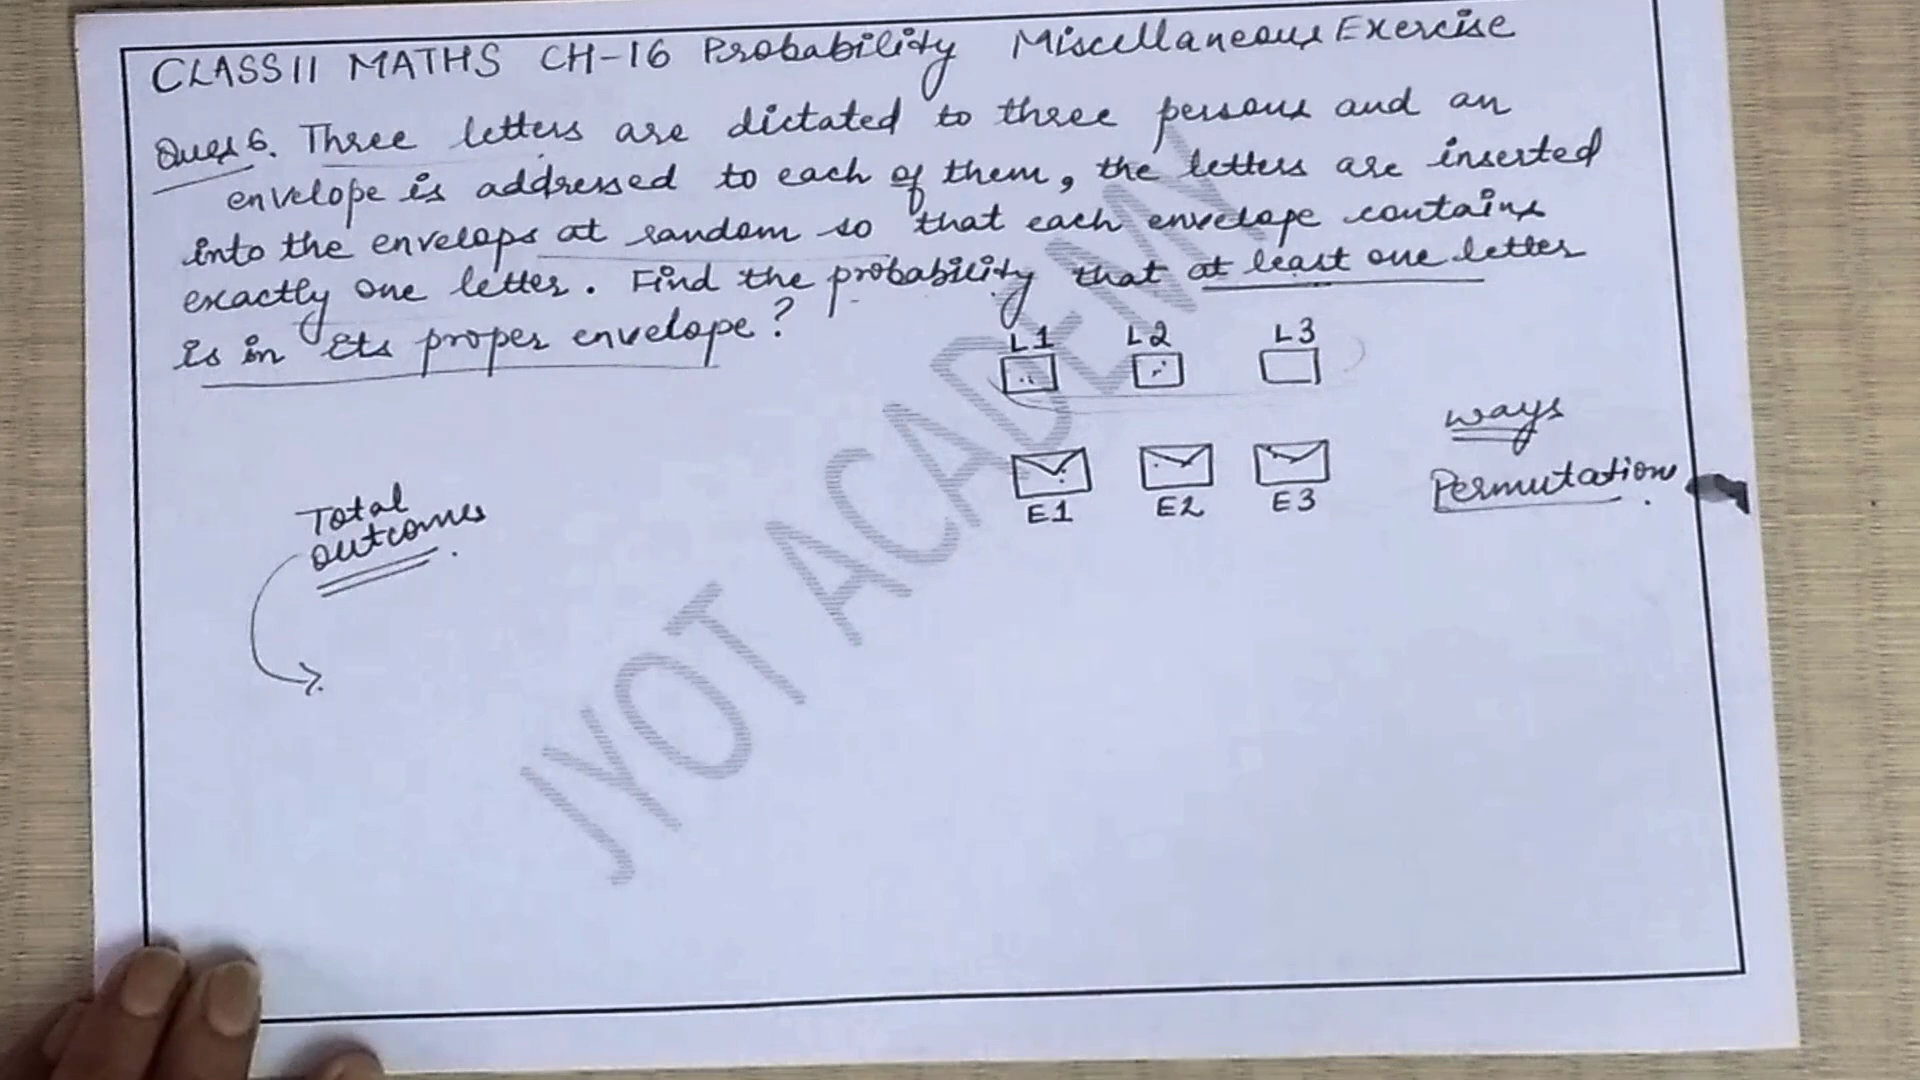 CLASS 11 MATHS CH-16 Probability Miscellaneous Exercise
Ques 6. Three letters are dictated to three persons and an
envelope is addressed to each of them, the letters are inserted
into the envelops at random so that each envelope contains
exactly one letter. Find the probability that at least one letter
is in its proper envelope?
L1 L2 L3
ways
Permutation
E1 E2 E3
Total
outcomes
JYOT ACADEMY